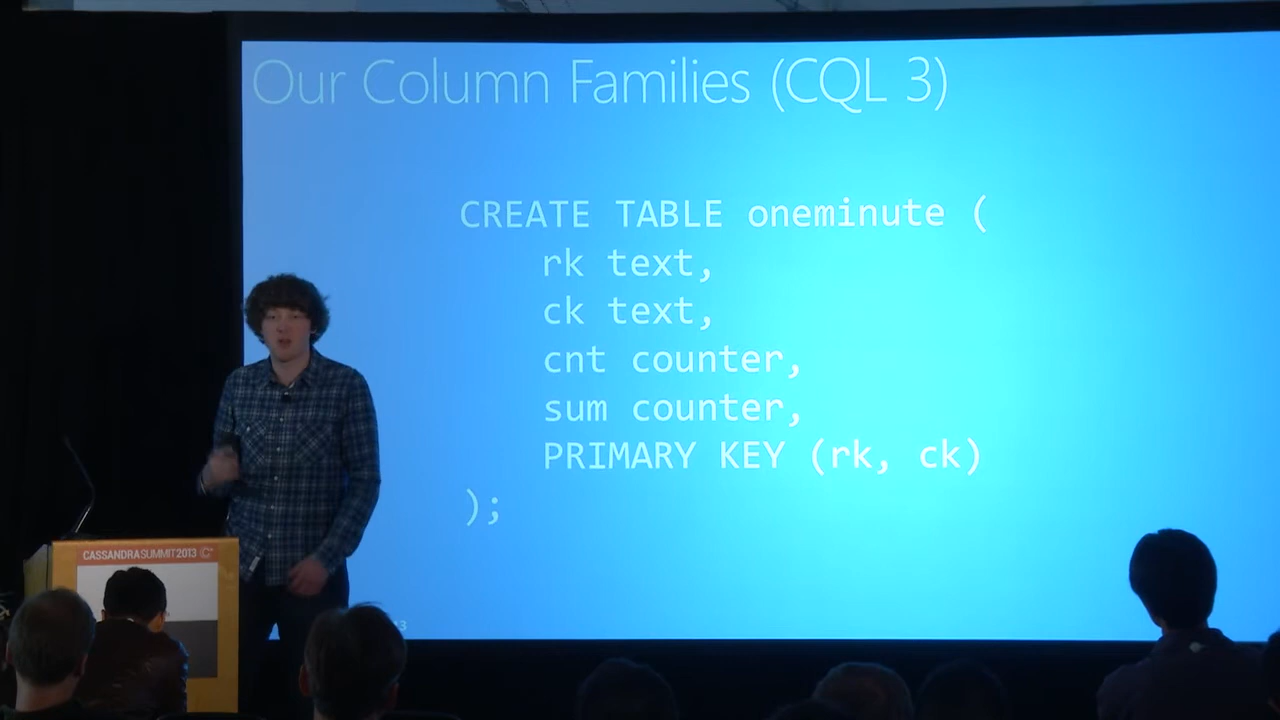 Our Column Families (CQL 3)
CREATE TABLE oneminute (
rk text,
ck text,
cnt counter,
sum counter,
PRIMARY KEY (rk, ck)
);
CASSANDRASUMMIT2013